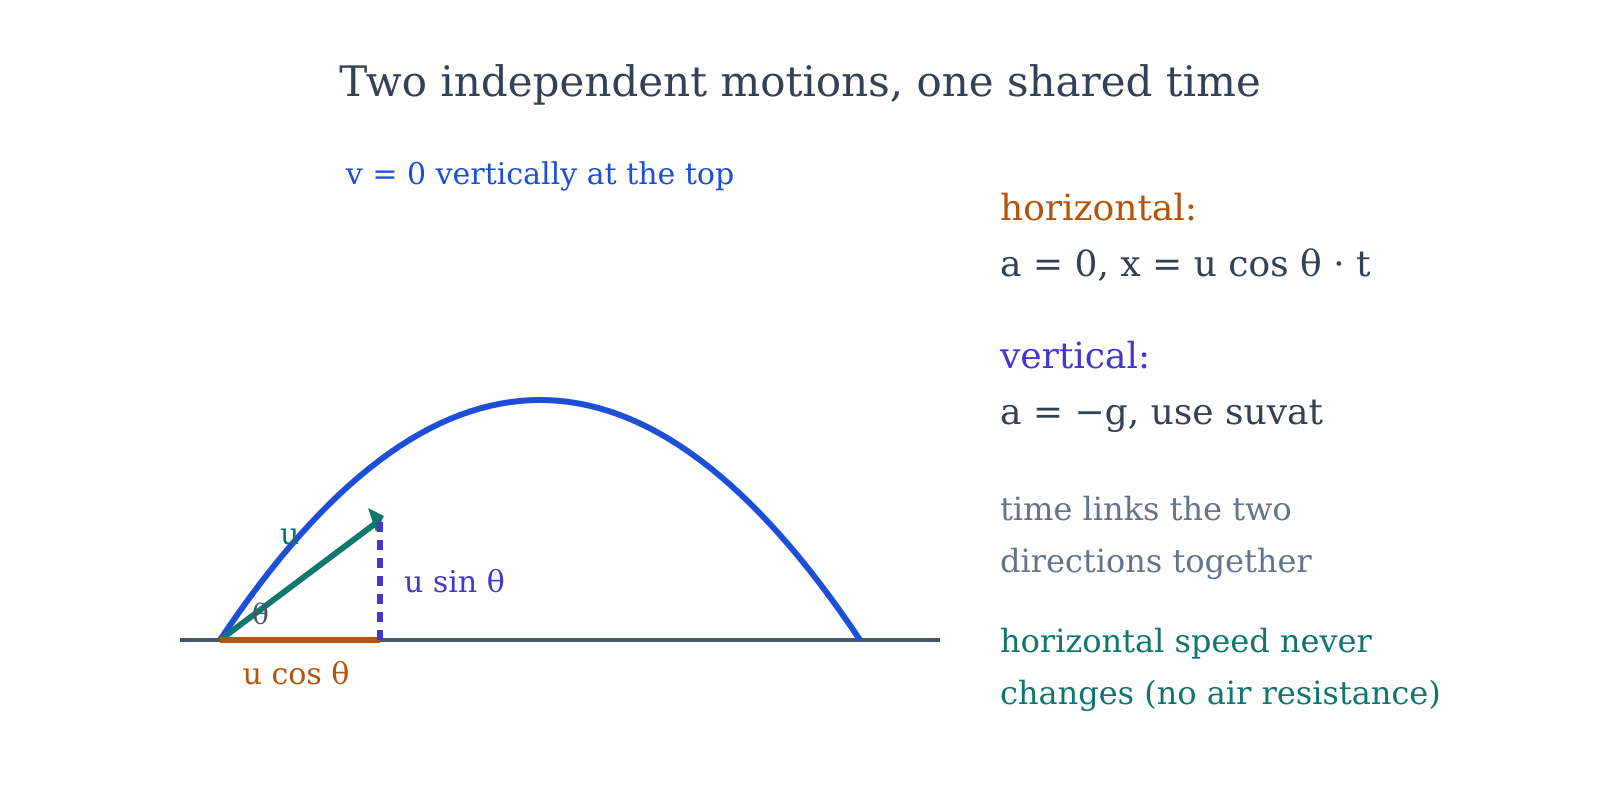 Two independent motions, one shared time
v = 0 vertically at the top
u
θ
u sin θ
u cos θ
horizontal:
a = 0, x = u cos θ · t
vertical:
a = −g, use suvat
time links the two
directions together
horizontal speed never
changes (no air resistance)